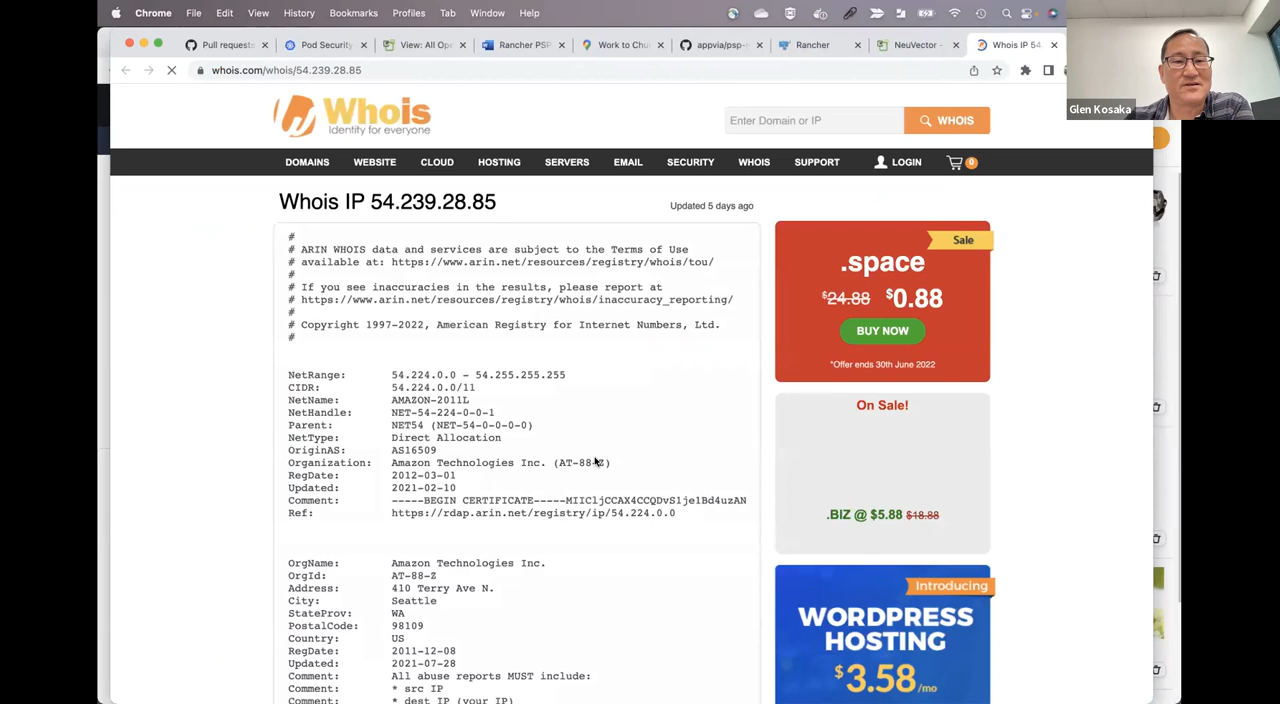 Chrome File Edit View History Bookmarks Profiles Tab Window Help
Pull requests Pod Security View: All Ope Rancher PSP Work to Chu appvia/psp-r Rancher NeuVector - Whois IP 54.
whois.com/whois/54.239.28.85
Glen Kosaka
Whois
Identity for everyone
Enter Domain or IP
WHOIS
DOMAINS WEBSITE CLOUD HOSTING SERVERS EMAIL SECURITY WHOIS SUPPORT LOGIN 0
Whois IP 54.239.28.85
Updated 5 days ago
#
# ARIN WHOIS data and services are subject to the Terms of Use
# available at: https://www.arin.net/resources/registry/whois/tou/
#
# If you see inaccuracies in the results, please report at
# https://www.arin.net/resources/registry/whois/inaccuracy_reporting/
#
# Copyright 1997-2022, American Registry for Internet Numbers, Ltd.
#
NetRange: 54.224.0.0 - 54.255.255.255
CIDR: 54.224.0.0/11
NetName: AMAZON-2011L
NetHandle: NET-54-224-0-0-1
Parent: NET54 (NET-54-0-0-0-0)
NetType: Direct Allocation
OriginAS: AS16509
Organization: Amazon Technologies Inc. (AT-88-Z)
RegDate: 2012-03-01
Updated: 2021-02-10
Comment: -----BEGIN CERTIFICATE-----MIICljCCAX4CCQDvS1je1Bd4uzAN
Ref: https://rdap.arin.net/registry/ip/54.224.0.0
OrgName: Amazon Technologies Inc.
OrgId: AT-88-Z
Address: 410 Terry Ave N.
City: Seattle
StateProv: WA
PostalCode: 98109
Country: US
RegDate: 2011-12-08
Updated: 2021-07-28
Comment: All abuse reports MUST include:
Comment: * src IP
Comment: * dest IP (your IP)
Sale
.space
$24.88 $0.88
BUY NOW
*Offer ends 30th June 2022
On Sale!
.BIZ @ $5.88 $18.88
Introducing
WORDPRESS
HOSTING
$3.58/mo